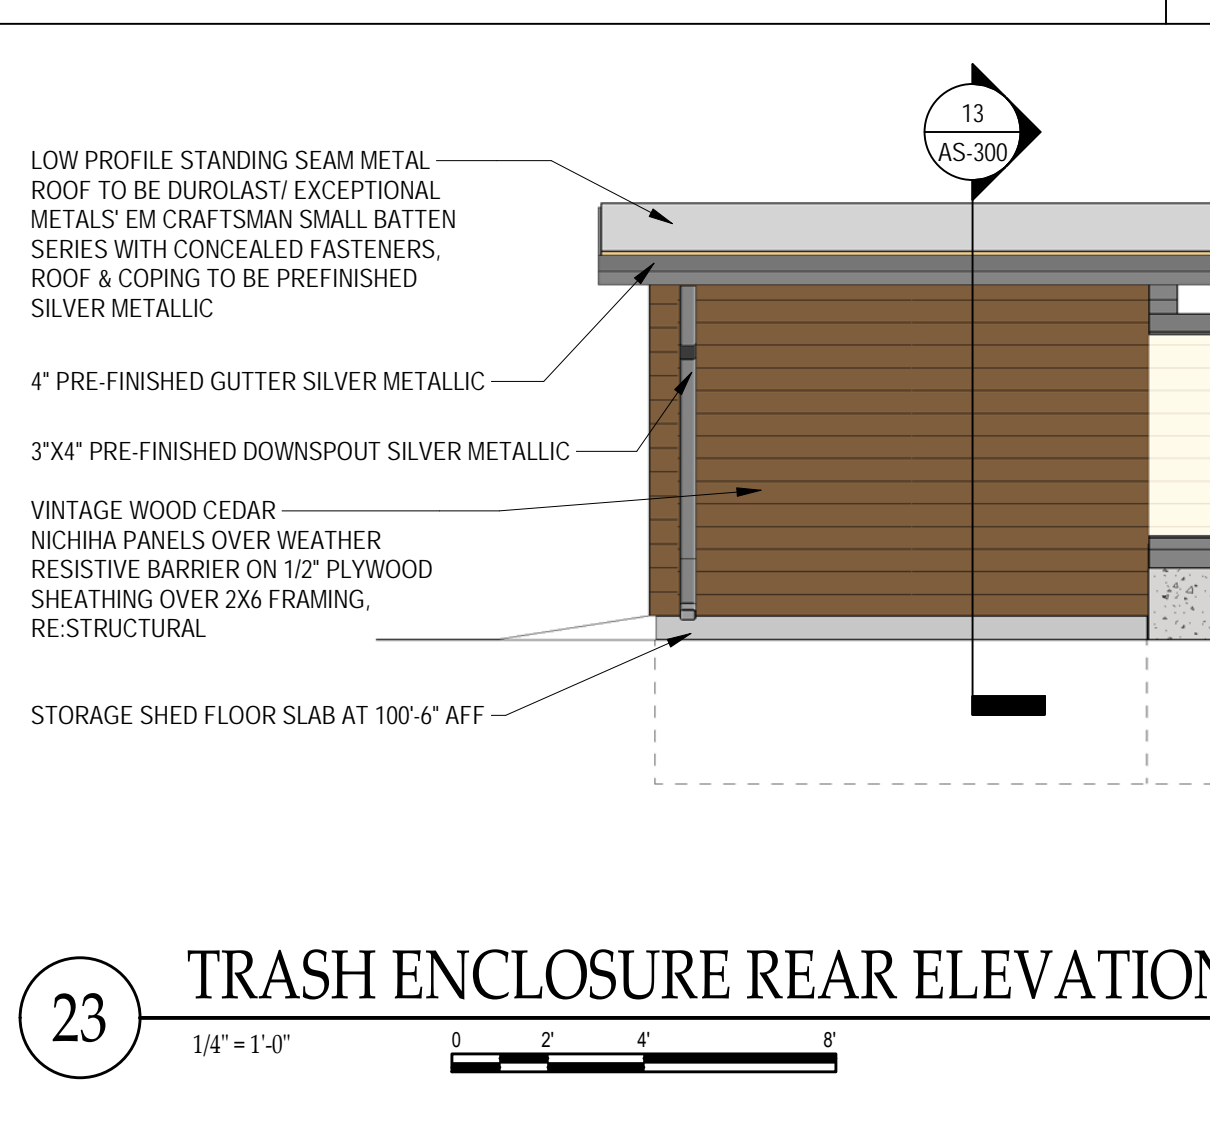 13
AS-300
LOW PROFILE STANDING SEAM METAL
ROOF TO BE DUROLAST/ EXCEPTIONAL
METALS' EM CRAFTSMAN SMALL BATTEN
SERIES WITH CONCEALED FASTENERS,
ROOF & COPING TO BE PREFINISHED
SILVER METALLIC
4" PRE-FINISHED GUTTER SILVER METALLIC
3"X4" PRE-FINISHED DOWNSPOUT SILVER METALLIC
VINTAGE WOOD CEDAR
NICHIHA PANELS OVER WEATHER
RESISTIVE BARRIER ON 1/2" PLYWOOD
SHEATHING OVER 2X6 FRAMING,
RE:STRUCTURAL
STORAGE SHED FLOOR SLAB AT 100'-6" AFF
23
TRASH ENCLOSURE REAR ELEVATION
1/4" = 1'-0"
0 2' 4' 8'